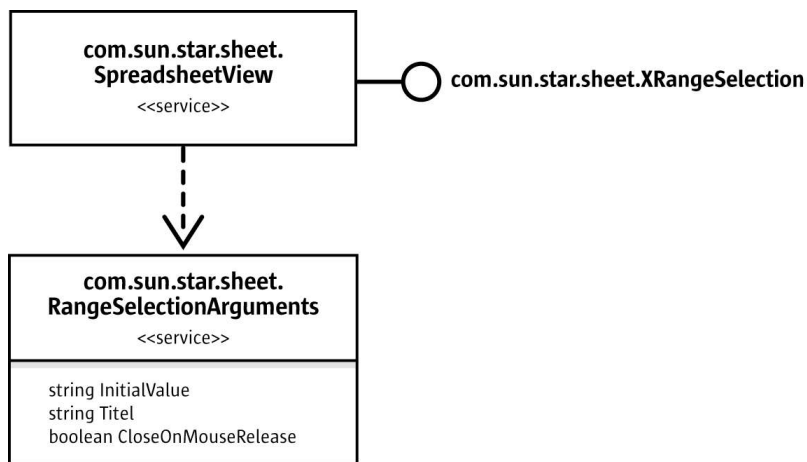 com.sun.star.sheet.
SpreadsheetView
<<service>>
com.sun.star.sheet.XRangeSelection
com.sun.star.sheet.
RangeSelectionArguments
<<service>>
string InitialValue
string Titel
boolean CloseOnMouseRelease